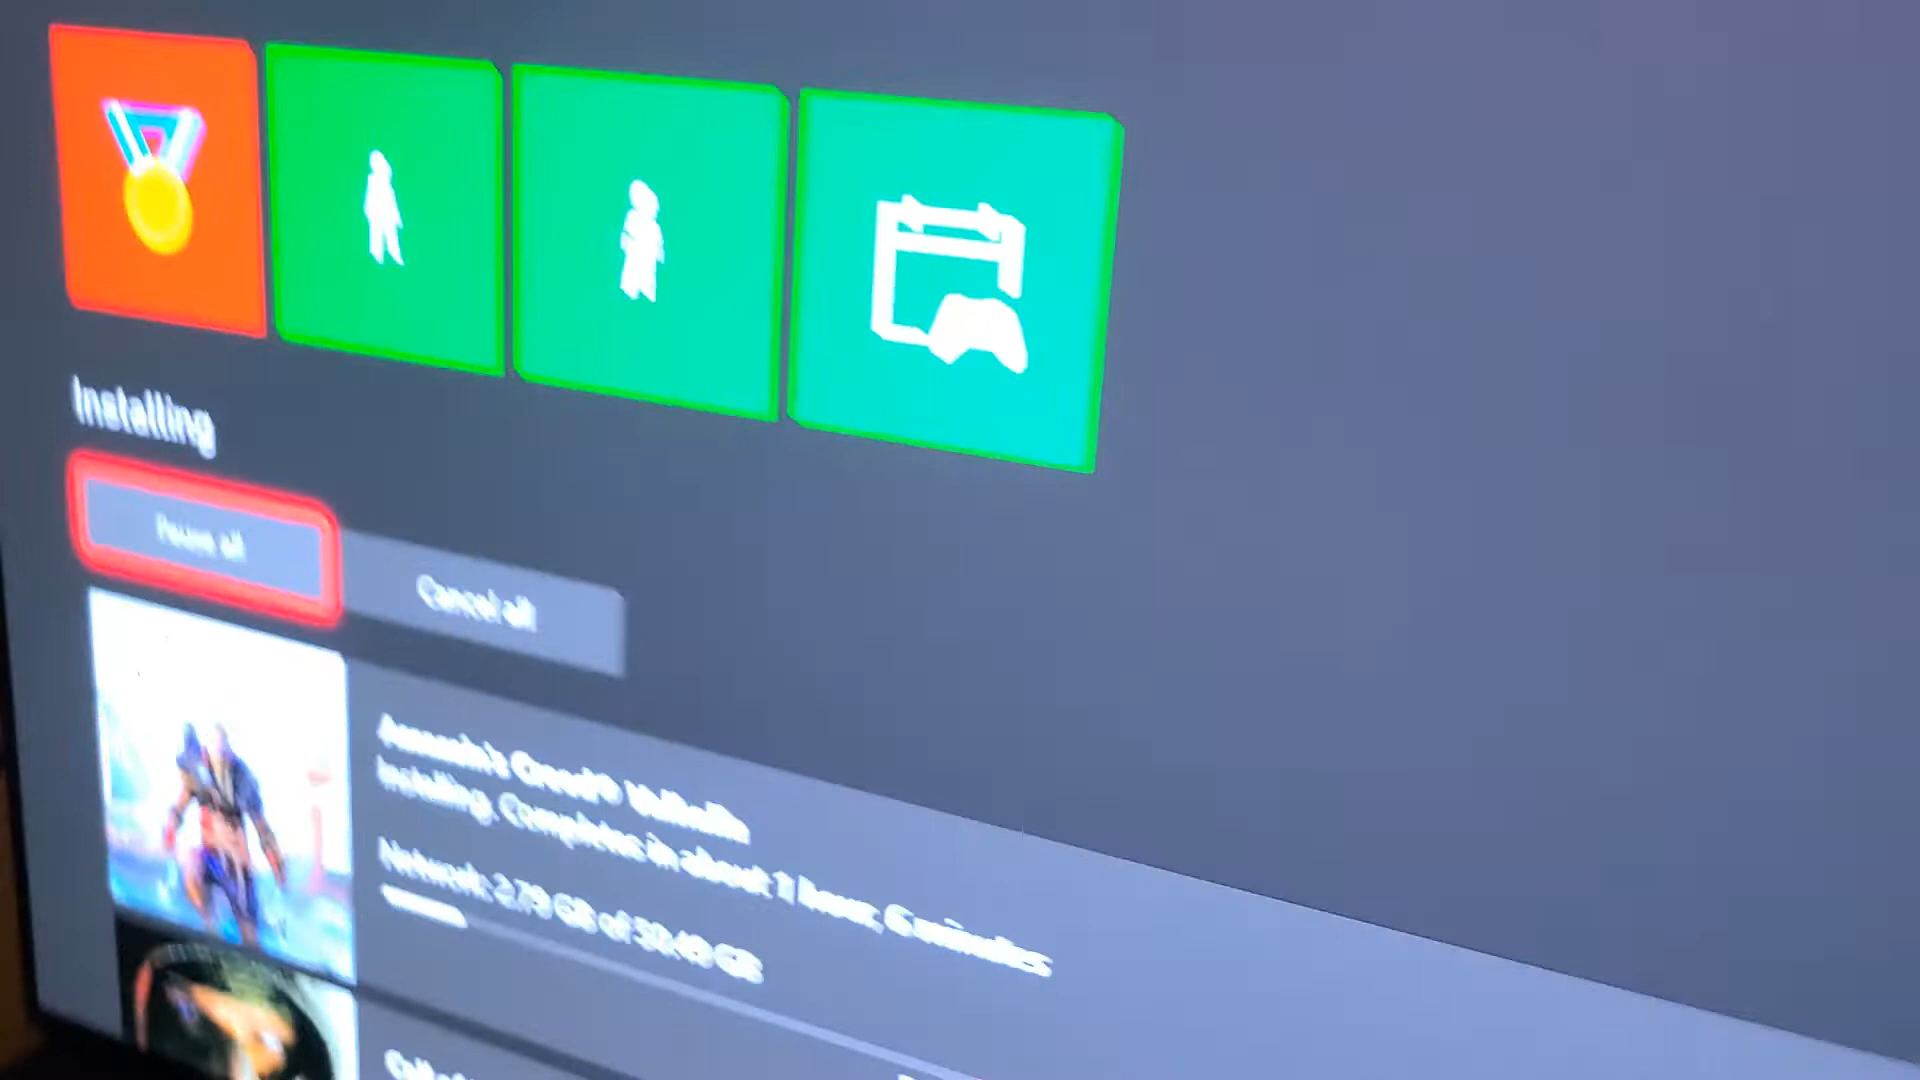 Installing
Pause all
Cancel all
Assassin's Creed® Valhalla
Installing. Completes in about 1 hour, 6 minutes
Network: 2.79 GB of 50.49 GB